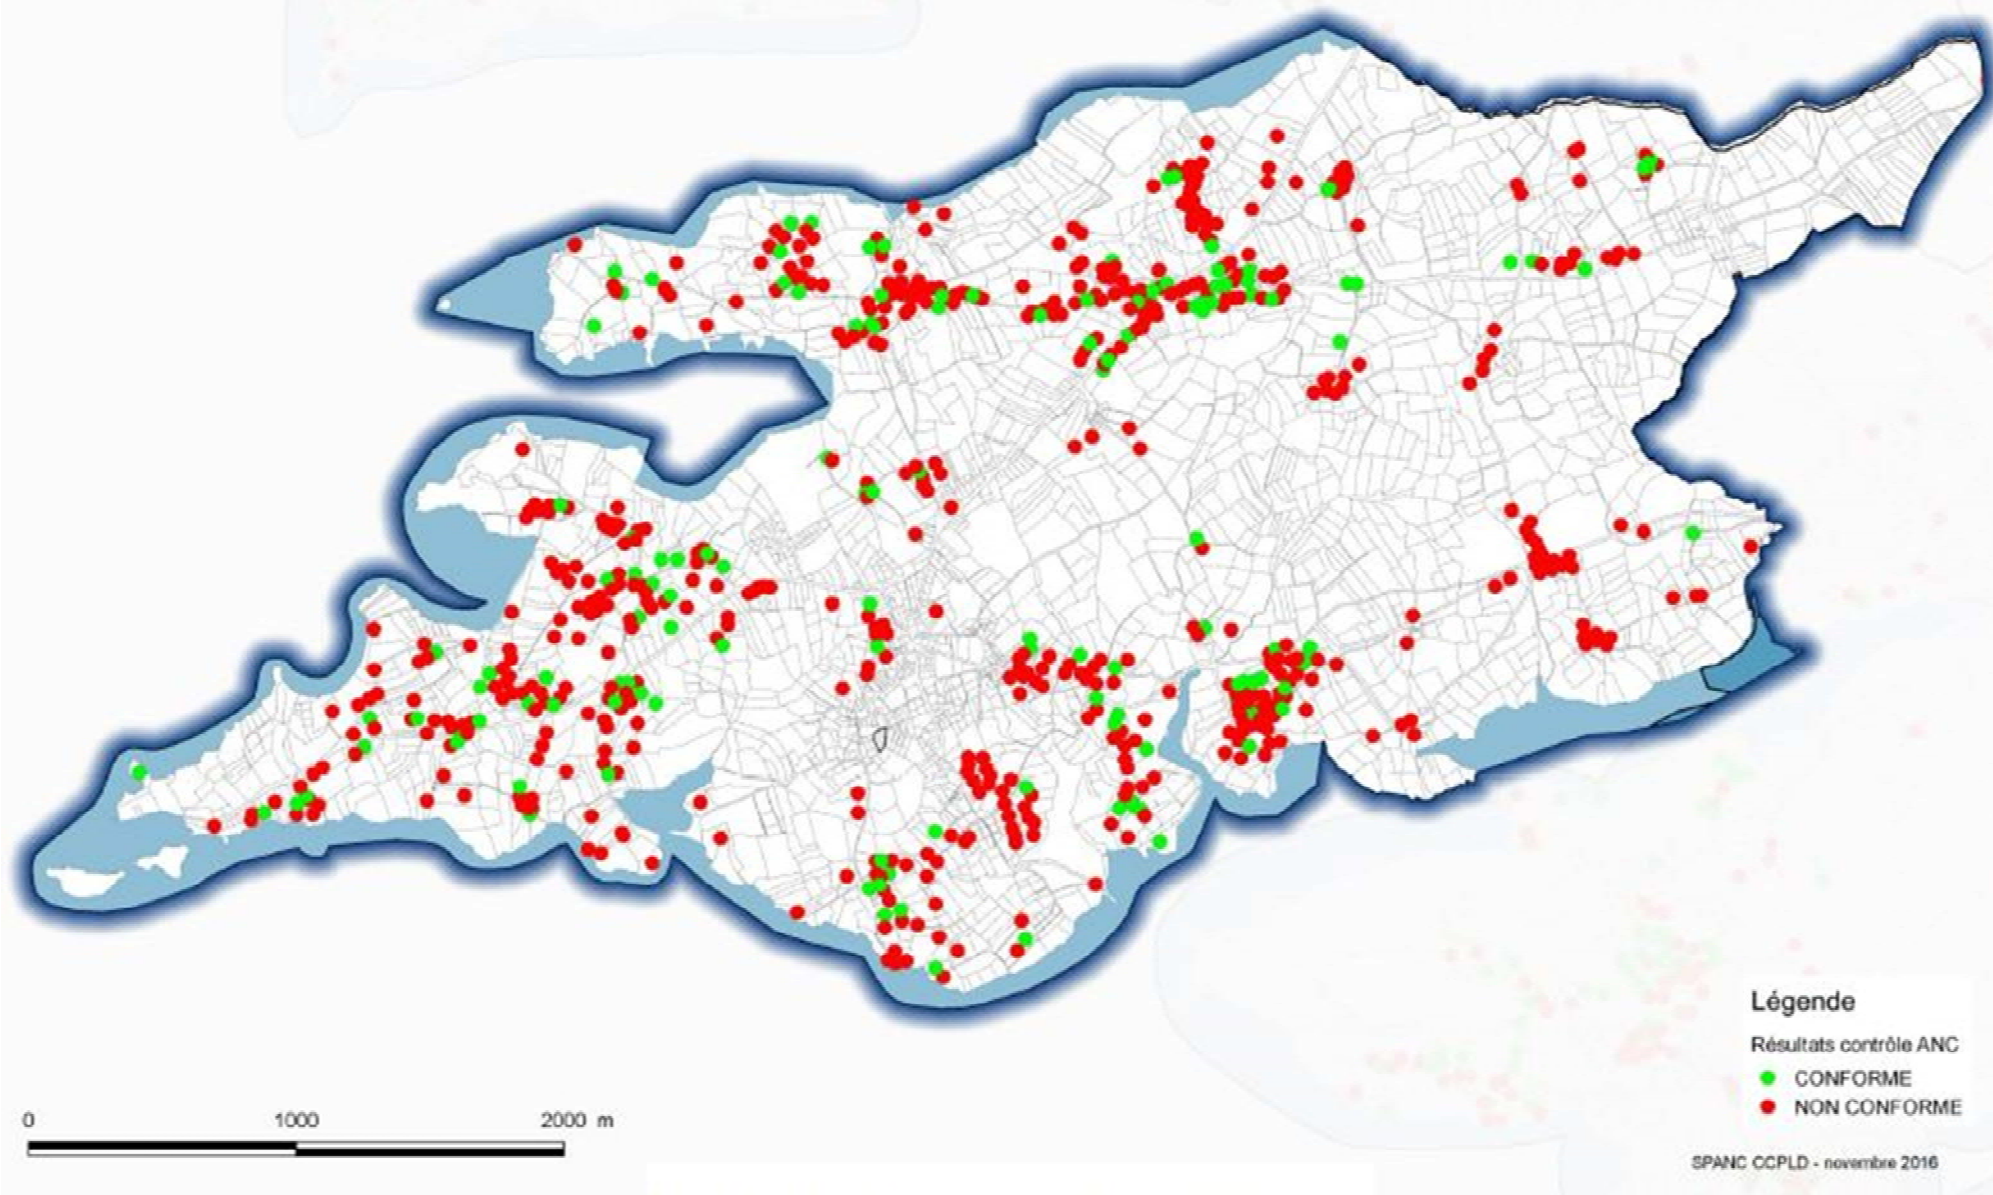 Légende
Résultats contrôle ANC
CONFORME
NON CONFORME
0 1000 2000 m
SPANC CCPLD - novembre 2016